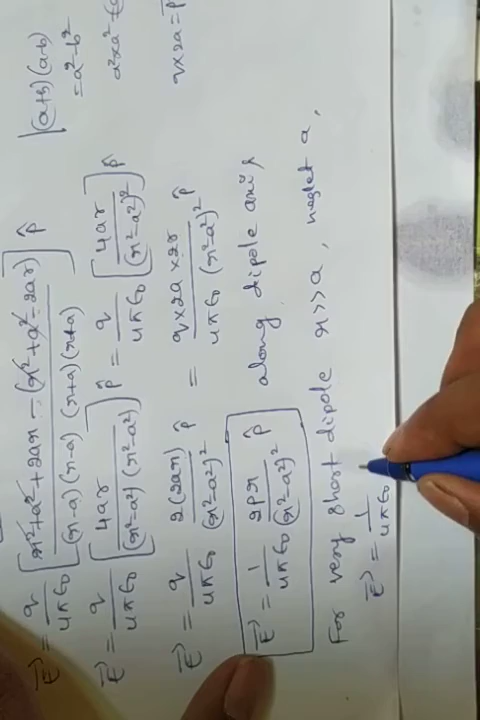 E⃗ = q/4πϵ₀ [r²+a²+2ar − (r²+a²−2ar) / (r−a)(r−a)(r+a)(r+a)] p̂
|(a+b)(a-b)
= a²-b²
E⃗ = q/4πϵ₀ [4ar / (r²-a²)(r²-a²)] p̂ = q/4πϵ₀ [4ar / (r²-a²)²] p̂
E⃗ = q/4πϵ₀ 2(2ar)/(r²-a²)² p̂ = q×2a×2r / 4πϵ₀ (r²-a²)² p̂
q×2a = p
E⃗ = 1/4πϵ₀ 2pr/(r²-a²)² p̂ along dipole axis
For very short dipole r>>a, neglet a,
E⃗ = 1/4πϵ₀